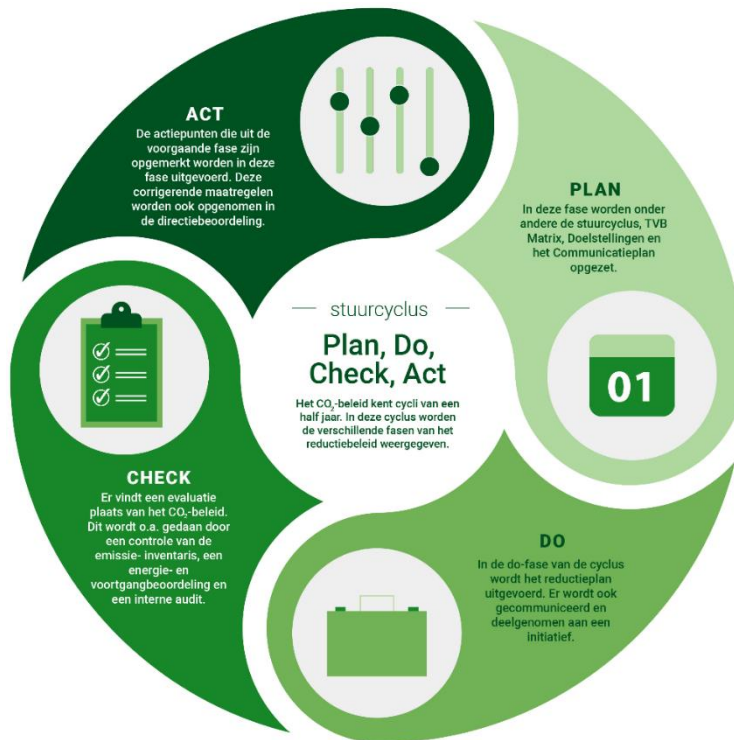 ACT
De actiepunten die uit de
voorgaande fase zijn
opgemerkt worden in deze
fase uitgevoerd. Deze
corrigerende maatregelen
worden ook opgenomen in
de directiebeoordeling.
PLAN
In deze fase worden onder
andere de stuurcyclus, TVB
Matrix, Doelstellingen en
het Communicatieplan
opgezet.
01
stuurcyclus
Plan, Do,
Check, Act
Het CO₂-beleid kent cycli van een
half jaar. In deze cyclus worden
de verschillende fasen van het
reductiebeleid weergegeven.
CHECK
Er vindt een evaluatie
plaats van het CO₂-beleid.
Dit wordt o.a. gedaan door
een controle van de
emissie- inventaris, een
energie- en
voortgangbeoordeling en
een interne audit.
DO
In de do-fase van de cyclus
wordt het reductieplan
uitgevoerd. Er wordt ook
gecommuniceerd en
deelgenomen aan een
initiatief.